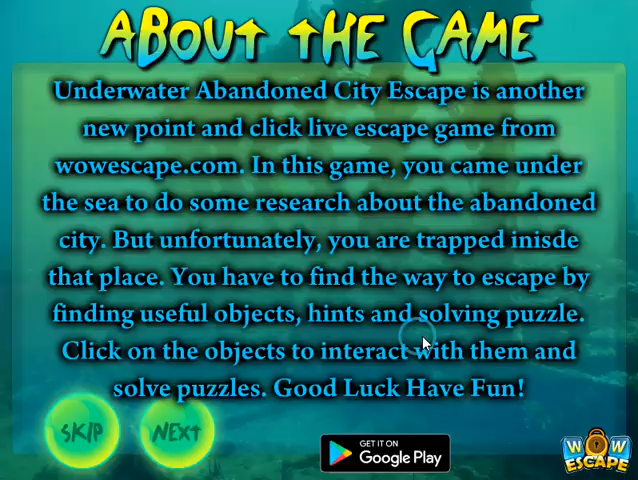 ABOUT THE GAME
Underwater Abandoned City Escape is another
new point and click live escape game from
wowescape.com. In this game, you came under
the sea to do some research about the abandoned
city. But unfortunately, you are trapped inisde
that place. You have to find the way to escape by
finding useful objects, hints and solving puzzle.
Click on the objects to interact with them and
solve puzzles. Good Luck Have Fun!
SKIP
NEXT
GET IT ON
Google Play
WOW
ESCAPE